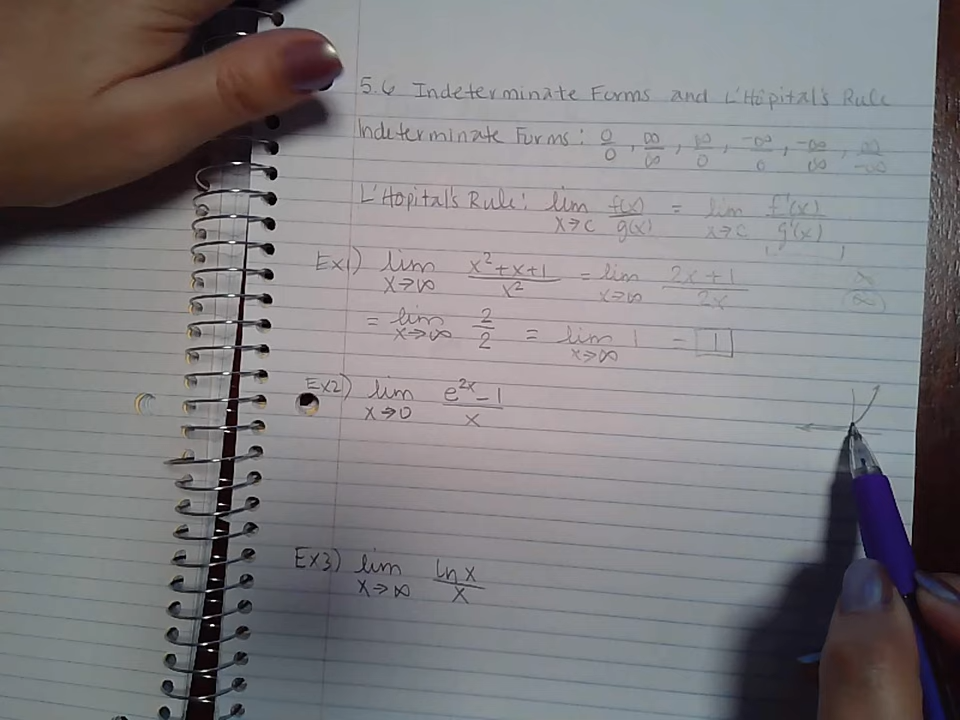 5.6 Indeterminate Forms and L'Hôpital's Rule
Indeterminate Forms: 0/0, ∞/∞, ∞/0, -∞/0, -∞/∞, ∞/-∞
L'Hopital's Rule: lim x→c f(x)/g(x) = lim x→c f'(x)/g'(x)
Ex1) lim x→∞ (x²+x+1)/x² = lim x→∞ (2x+1)/2x ∞/∞
= lim x→∞ 2/2 = lim x→∞ 1 = 1
Ex2) lim x→0 (e^2x - 1)/x
Ex3) lim x→∞ ln x/x